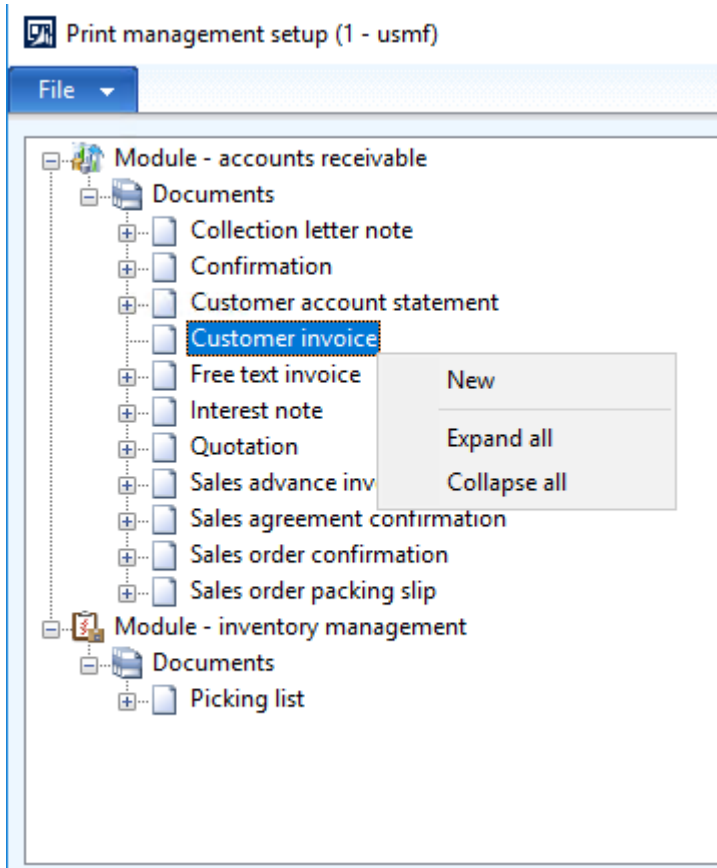 Print management setup (1 - usmf)
File
Module - accounts receivable
Documents
Collection letter note
Confirmation
Customer account statement
Customer invoice
Free text invoice
New
Interest note
Quotation
Expand all
Sales advance inv
Collapse all
Sales agreement confirmation
Sales order confirmation
Sales order packing slip
Module - inventory management
Documents
Picking list